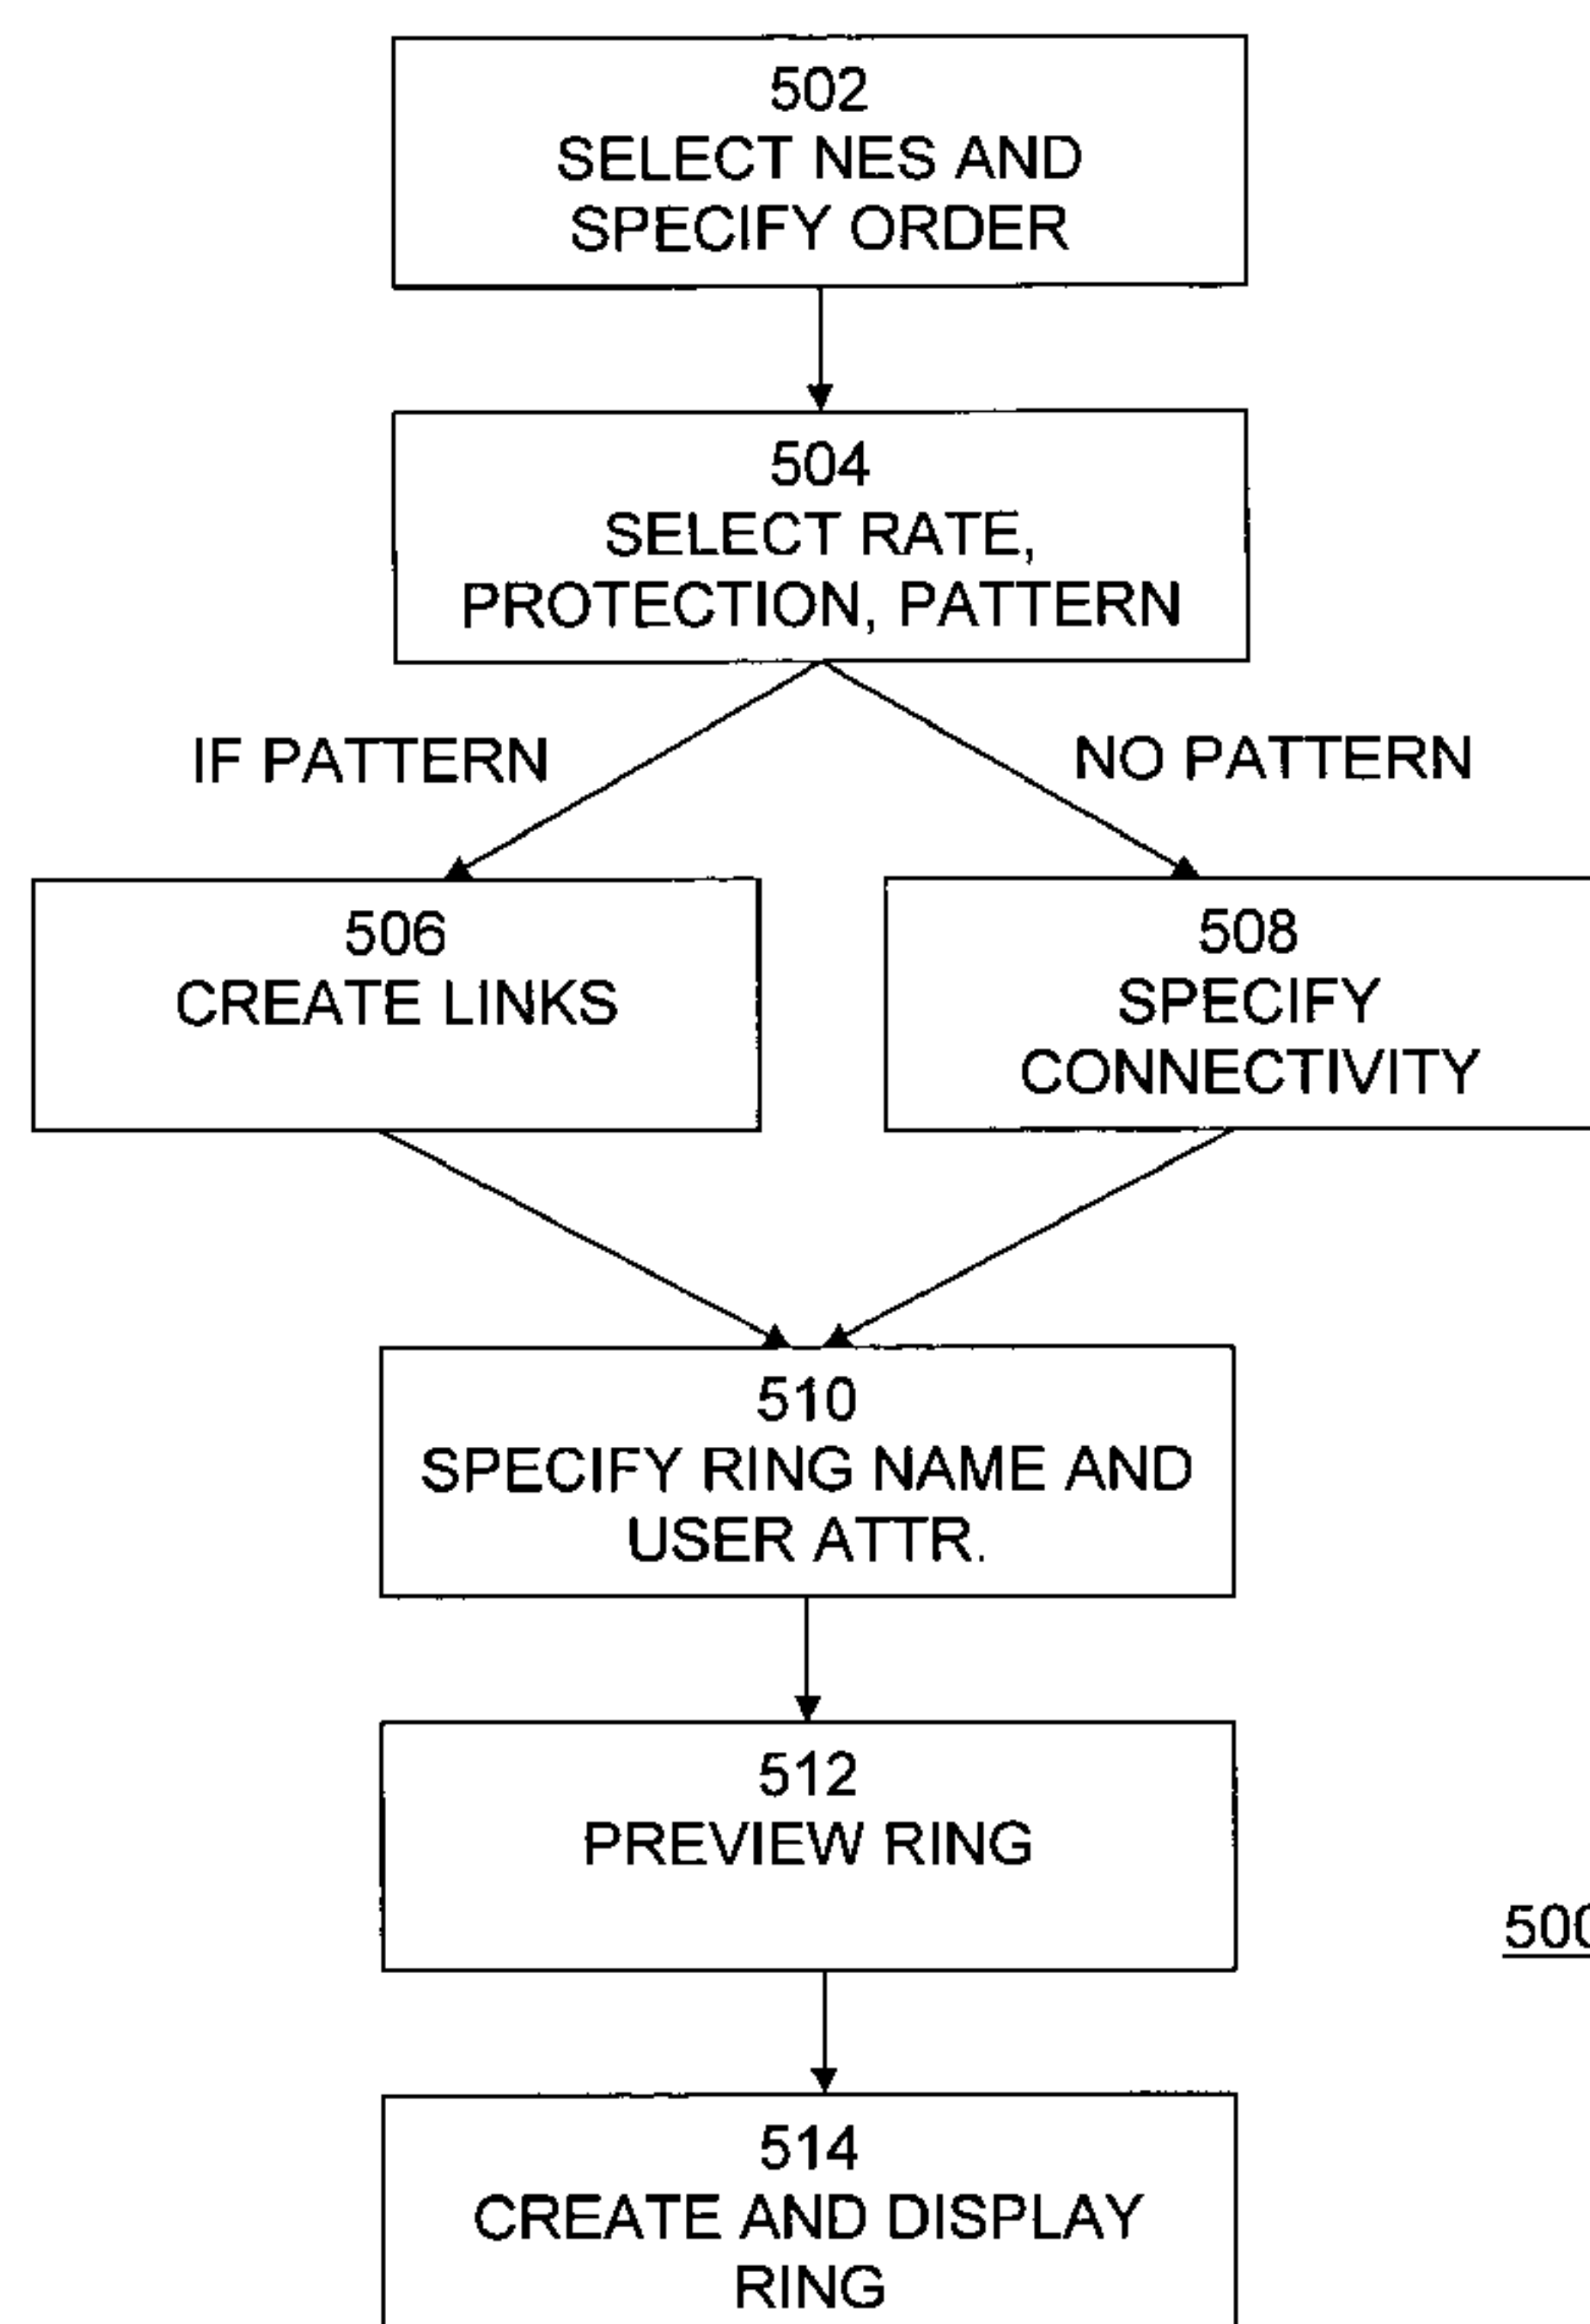 502
SELECT NES AND
SPECIFY ORDER
504
SELECT RATE,
PROTECTION, PATTERN
IF PATTERN
NO PATTERN
506
CREATE LINKS
508
SPECIFY
CONNECTIVITY
510
SPECIFY RING NAME AND
USER ATTR.
512
PREVIEW RING
500
514
CREATE AND DISPLAY
RING